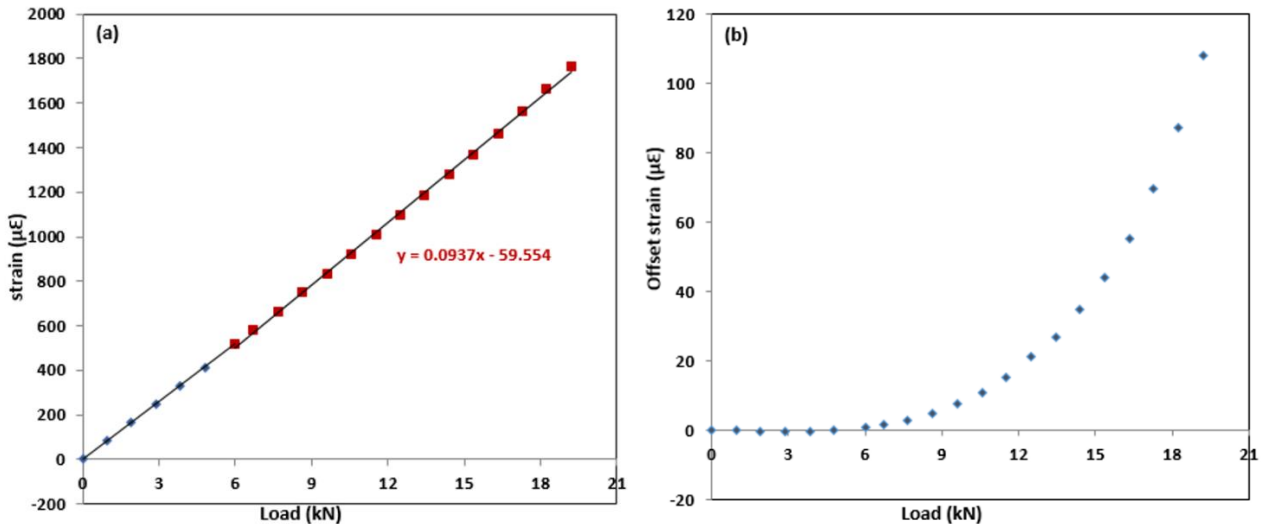 (a)
strain (µƐ)
2000
1800
1600
1400
1200
1000
800
600
400
200
0
-200
y = 0.0937x - 59.554
0 3 6 9 12 15 18 21
Load (kN)
(b)
Offset strain (µƐ)
120
100
80
60
40
20
0
-20
0 3 6 9 12 15 18 21
Load (kN)